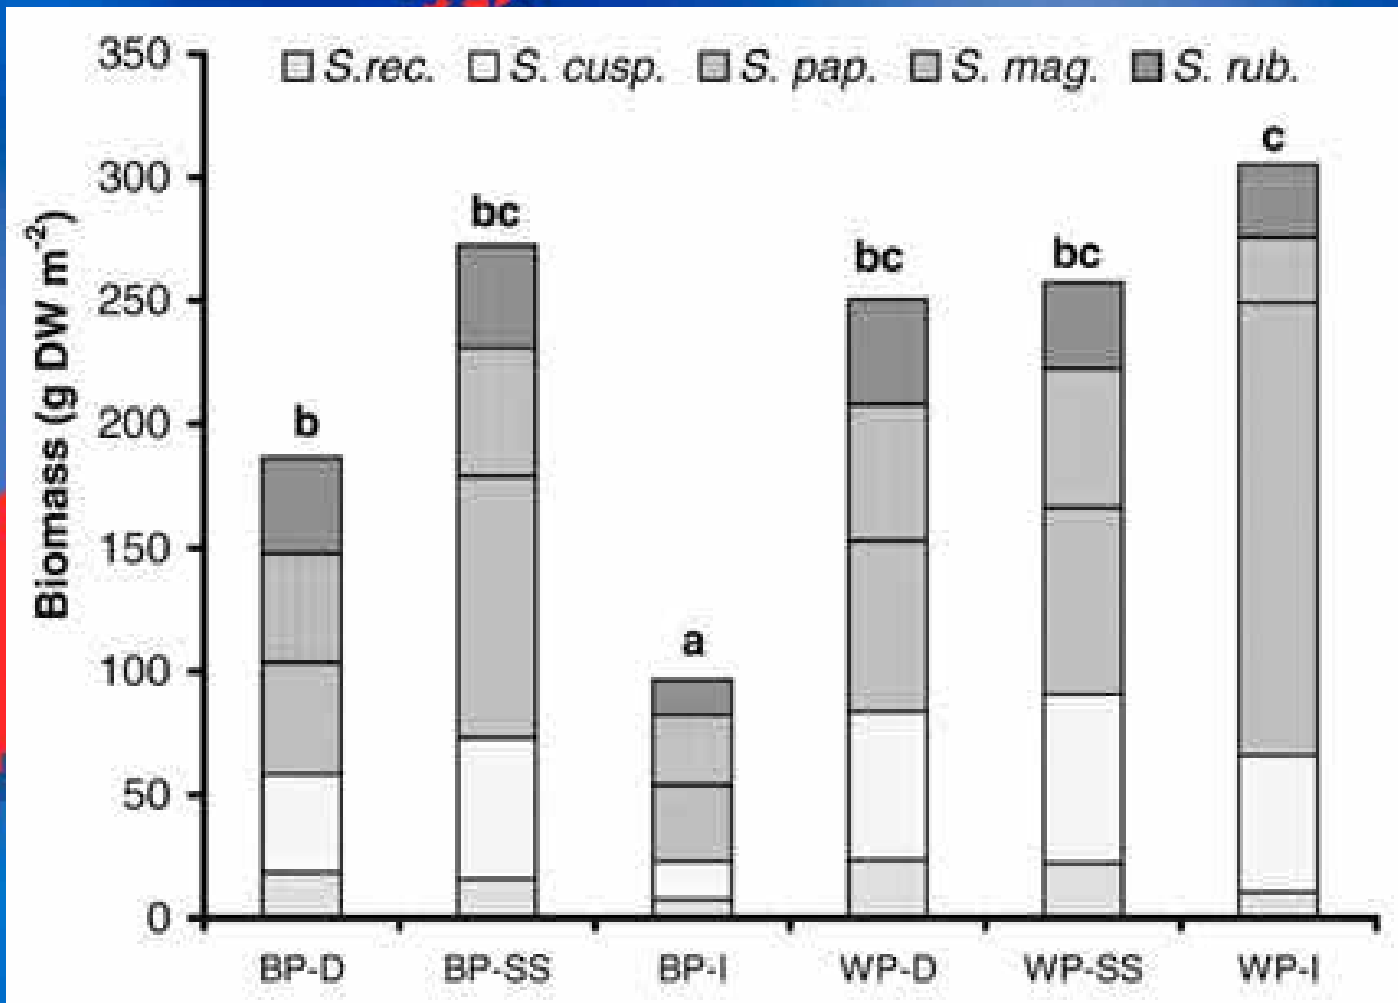 350 S.rec. S. cusp. S. pap. S. mag. S. rub.
c
300
bc
bc bc
250
b
200
150
a
100
50
0
BP-D BP-SS BP-I WP-D WP-SS WP-I
Biomass (g DW m⁻²)